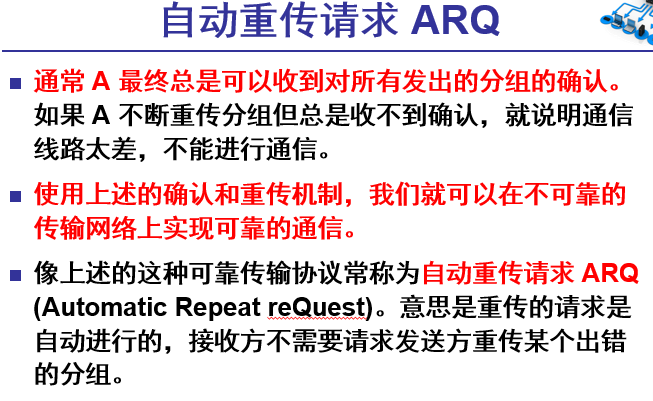 自动重传请求 ARQ
通常 A 最终总是可以收到对所有发出的分组的确认。
如果 A 不断重传分组但总是收不到确认，就说明通信
线路太差，不能进行通信。
使用上述的确认和重传机制，我们就可以在不可靠的
传输网络上实现可靠的通信。
像上述的这种可靠传输协议常称为自动重传请求 ARQ
(Automatic Repeat reQuest)。意思是重传的请求是
自动进行的，接收方不需要请求发送方重传某个出错
的分组。